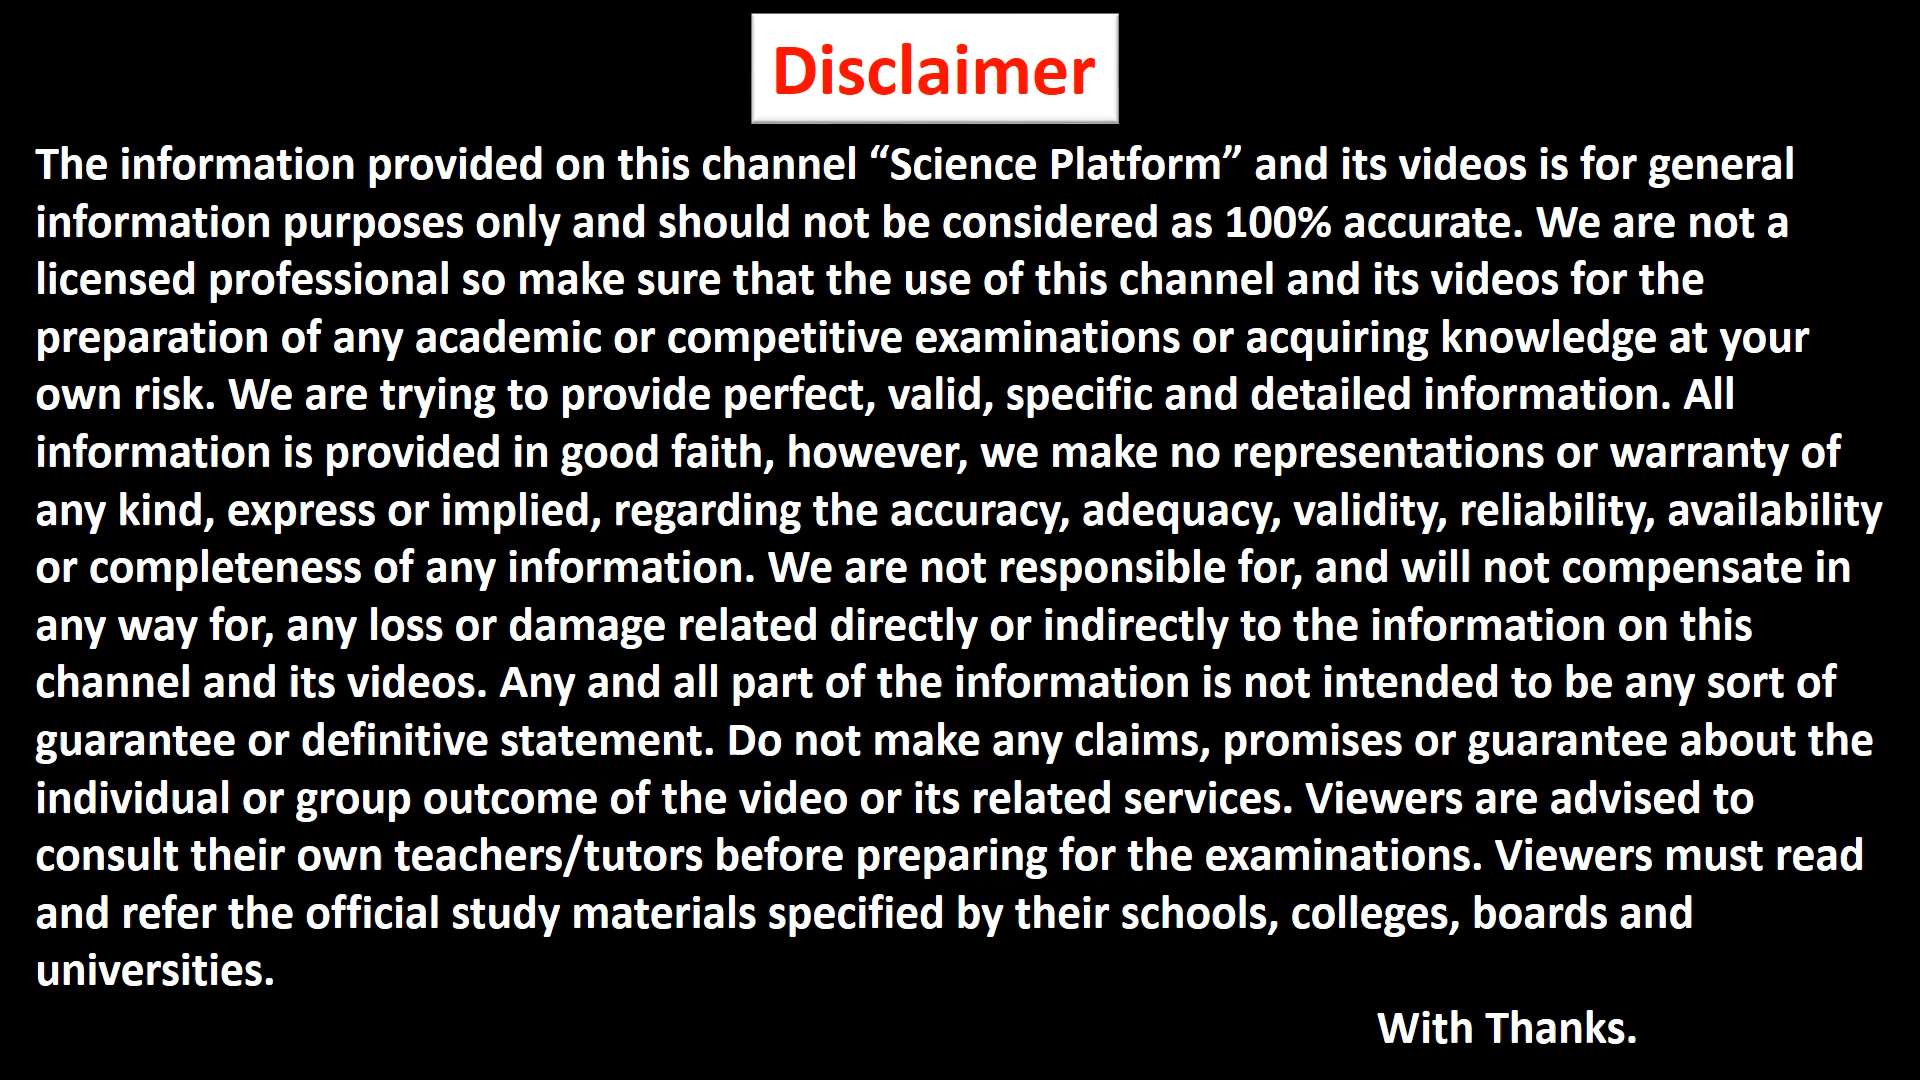 Disclaimer
The information provided on this channel “Science Platform” and its videos is for general
information purposes only and should not be considered as 100% accurate. We are not a
licensed professional so make sure that the use of this channel and its videos for the
preparation of any academic or competitive examinations or acquiring knowledge at your
own risk. We are trying to provide perfect, valid, specific and detailed information. All
information is provided in good faith, however, we make no representations or warranty of
any kind, express or implied, regarding the accuracy, adequacy, validity, reliability, availability
or completeness of any information. We are not responsible for, and will not compensate in
any way for, any loss or damage related directly or indirectly to the information on this
channel and its videos. Any and all part of the information is not intended to be any sort of
guarantee or definitive statement. Do not make any claims, promises or guarantee about the
individual or group outcome of the video or its related services. Viewers are advised to
consult their own teachers/tutors before preparing for the examinations. Viewers must read
and refer the official study materials specified by their schools, colleges, boards and
universities.
With Thanks.